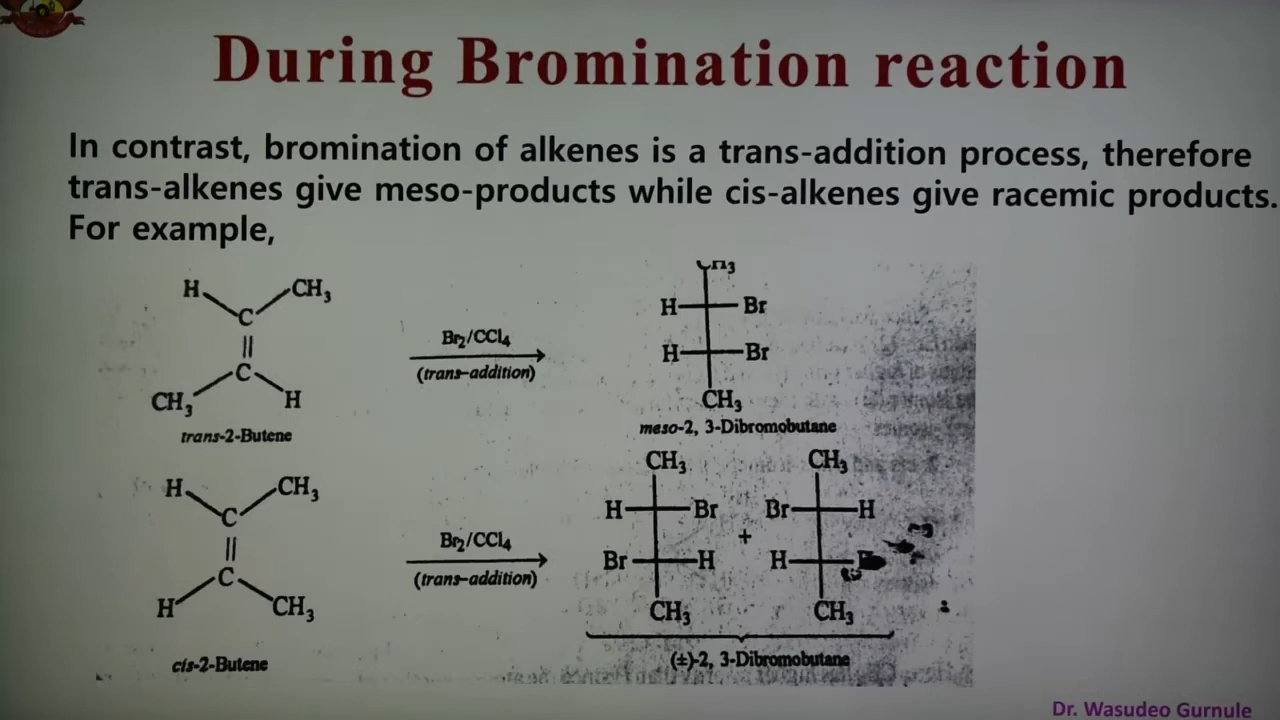 During Bromination reaction
In contrast, bromination of alkenes is a trans-addition process, therefore
trans-alkenes give meso-products while cis-alkenes give racemic products.
For example,
H CH3
C
||
C
CH3 H
trans-2-Butene
Br2/CCl4
(trans-addition)
H Br
H Br
CH3
meso-2, 3-Dibromobutane
H CH3
C
||
C
H CH3
cis-2-Butene
Br2/CCl4
(trans-addition)
CH3 CH3
H Br Br H
+
Br H H
CH3 CH3
(±)-2, 3-Dibromobutane
Dr. Wasudeo Gurnule